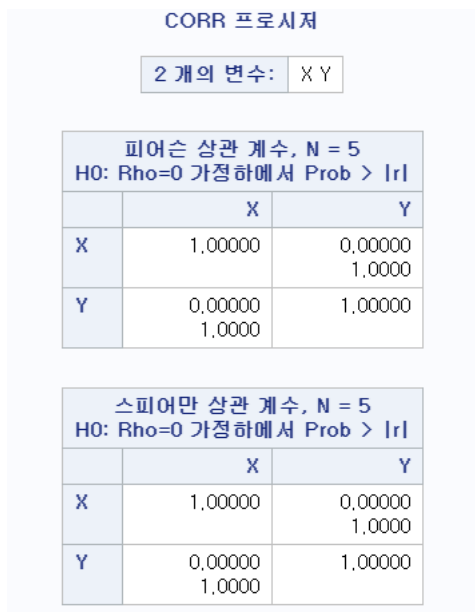 CORR 프로시저
2 개의 변수: X Y
피어슨 상관 계수, N = 5
H0: Rho=0 가정하에서 Prob > |r|
X Y
X 1,00000 0,00000
1,0000
Y 0,00000 1,00000
1,0000
스피어만 상관 계수, N = 5
H0: Rho=0 가정하에서 Prob > |r|
X Y
X 1,00000 0,00000
1,0000
Y 0,00000 1,00000
1,0000